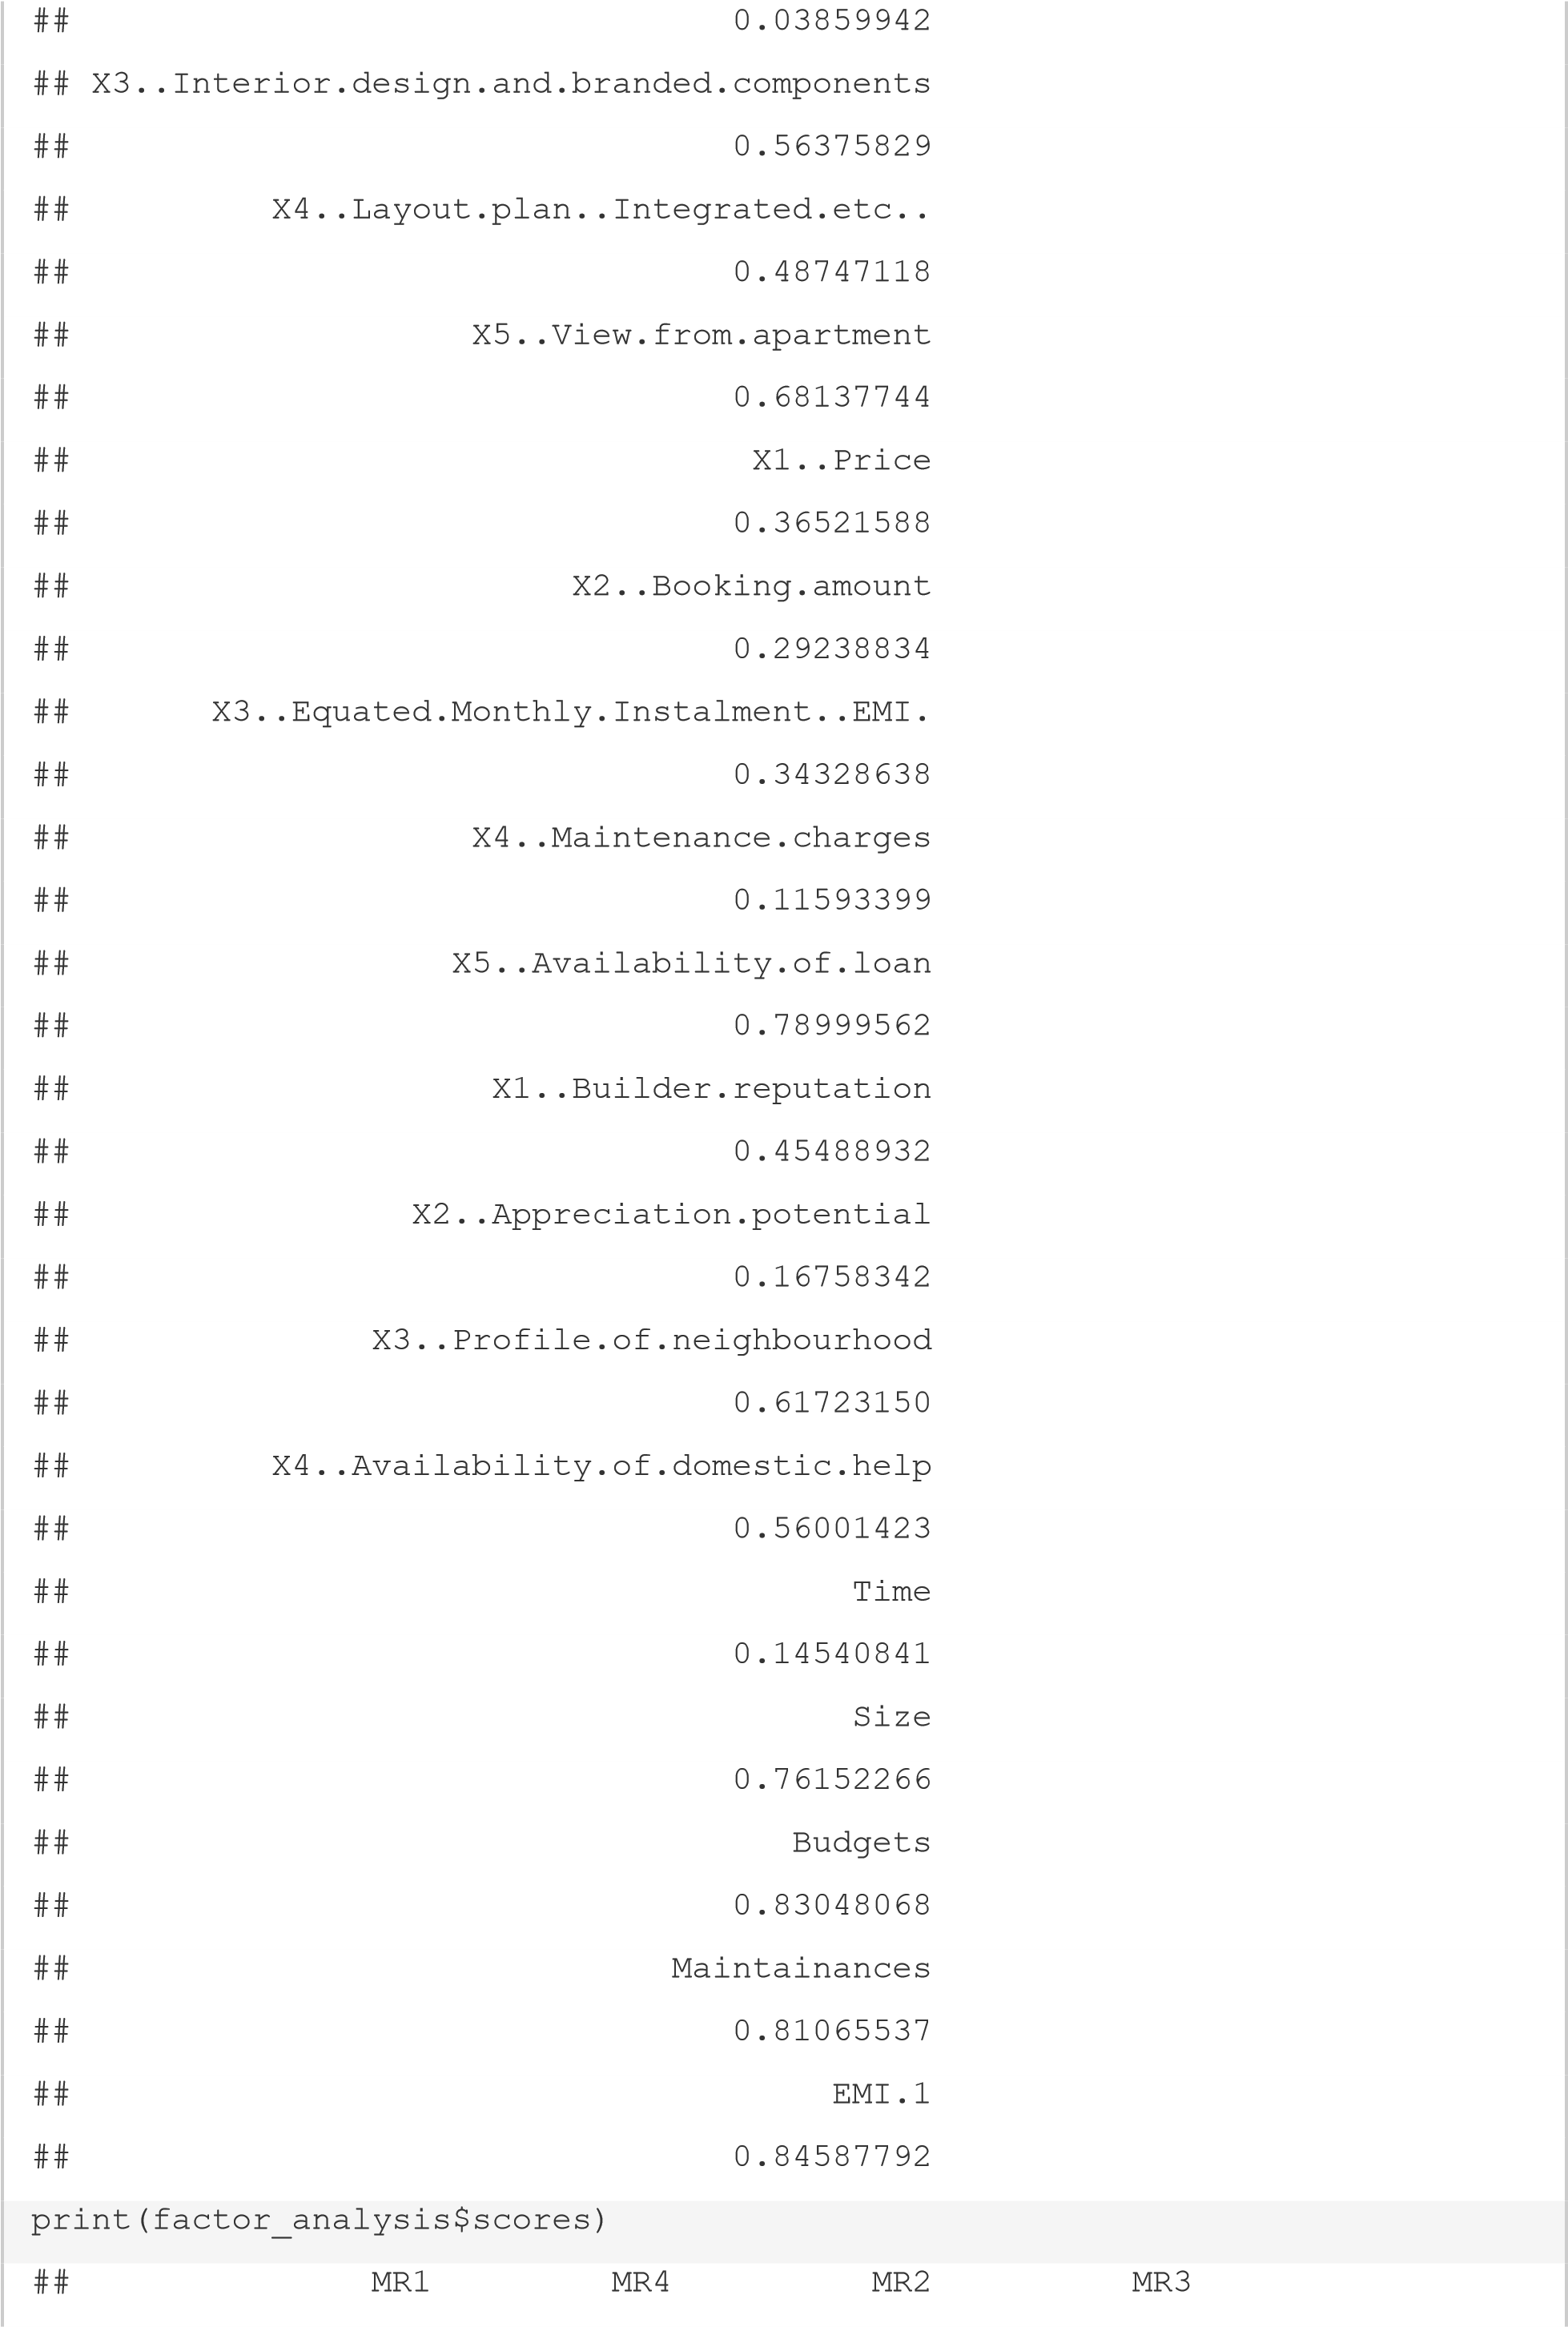 ## 0.03859942
## X3..Interior.design.and.branded.components
## 0.56375829
## X4..Layout.plan..Integrated.etc..
## 0.48747118
## X5..View.from.apartment
## 0.68137744
## X1..Price
## 0.36521588
## X2..Booking.amount
## 0.29238834
## X3..Equated.Monthly.Instalment..EMI.
## 0.34328638
## X4..Maintenance.charges
## 0.11593399
## X5..Availability.of.loan
## 0.78999562
## X1..Builder.reputation
## 0.45488932
## X2..Appreciation.potential
## 0.16758342
## X3..Profile.of.neighbourhood
## 0.61723150
## X4..Availability.of.domestic.help
## 0.56001423
## Time
## 0.14540841
## Size
## 0.76152266
## Budgets
## 0.83048068
## Maintainances
## 0.81065537
## EMI.1
## 0.84587792
print(factor_analysis$scores)
## MR1 MR4 MR2 MR3